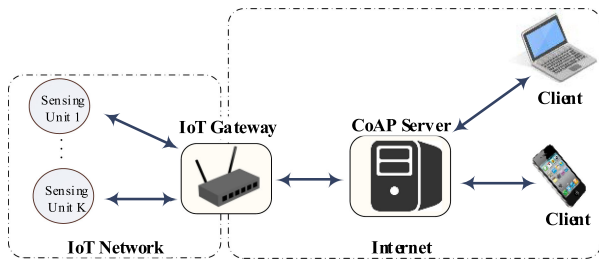 Sensing
Unit 1
Sensing
Unit K
IoT Gateway
CoAP Server
Client
Client
IoT Network
Internet